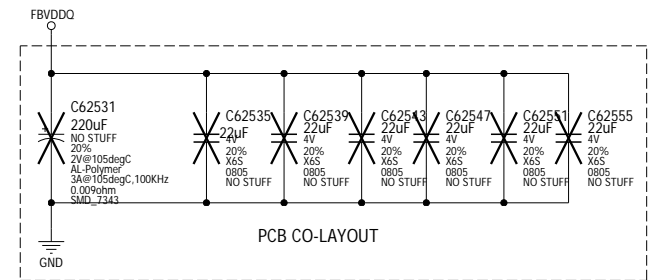 FBVDDQ
C62531
220uF
NO STUFF
20%
2V@105degC
AL-Polymer
3A@105degC,100KHz
0.009ohm
SMD_7343
C62535
22uF
4V
20%
X6S
0805
NO STUFF
C62539
22uF
4V
20%
X6S
0805
NO STUFF
C62543
22uF
4V
20%
X6S
0805
NO STUFF
C62547
22uF
4V
20%
X6S
0805
NO STUFF
C62551
22uF
4V
20%
X6S
0805
NO STUFF
C62555
22uF
4V
20%
X6S
0805
NO STUFF
GND
PCB CO-LAYOUT